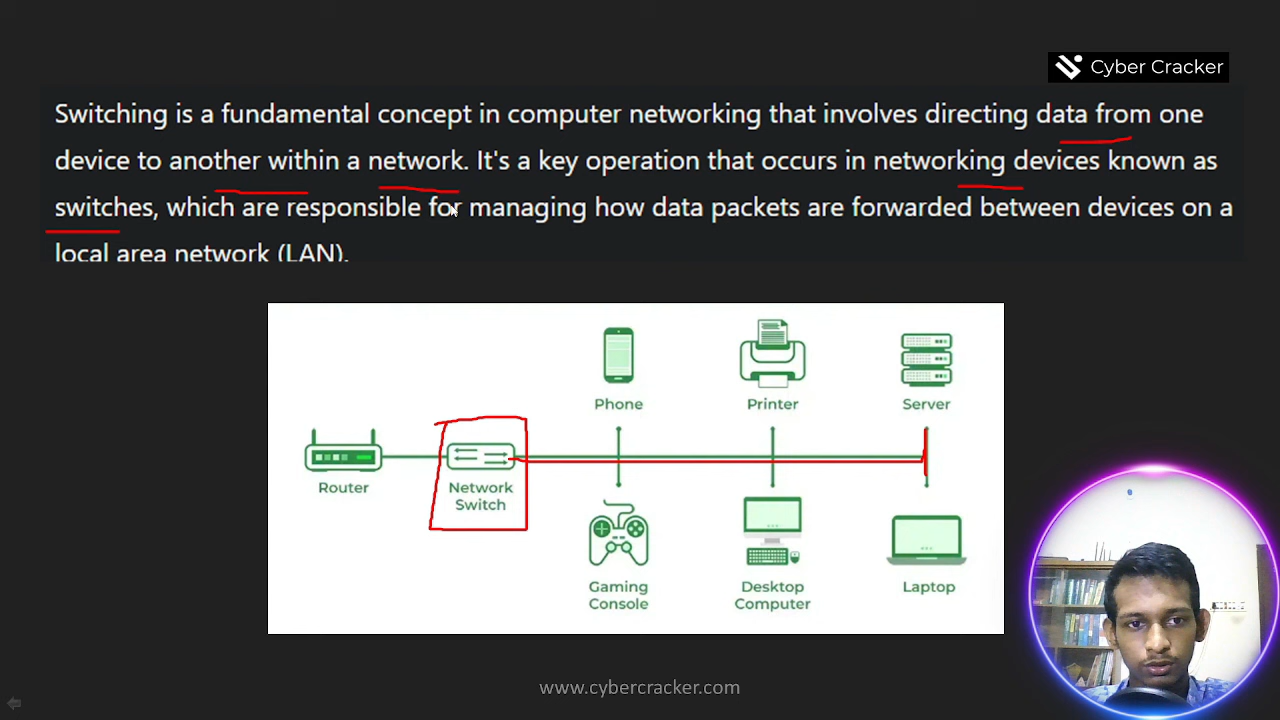 Cyber Cracker
Switching is a fundamental concept in computer networking that involves directing data from one
device to another within a network. It's a key operation that occurs in networking devices known as
switches, which are responsible for managing how data packets are forwarded between devices on a
local area network (LAN).
Phone
Printer
Server
Router
Network
Switch
Gaming
Console
Desktop
Computer
Laptop
www.cybercracker.com